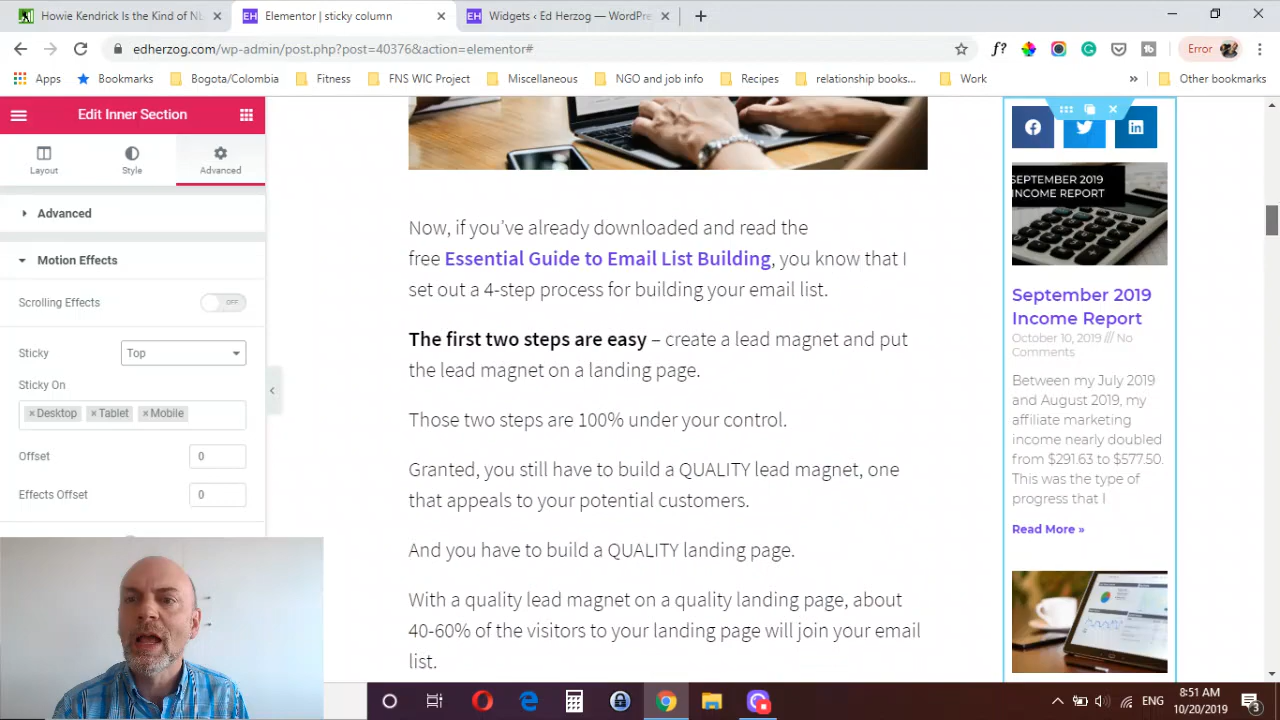 Howie Kendrick Is the Kind of N
Elementor | sticky column
Widgets ‹ Ed Herzog — WordPre
edherzog.com/wp-admin/post.php?post=40376&action=elementor#
f?
Error
Apps
Bookmarks
Bogota/Colombia
Fitness
FNS WIC Project
Miscellaneous
NGO and job info
Recipes
relationship books...
Work
»
Other bookmarks
Edit Inner Section
Layout
Style
Advanced
Advanced
Motion Effects
Scrolling Effects
OFF
Sticky
Top
Sticky On
×Desktop ×Tablet ×Mobile
Offset
0
Effects Offset
0
Now, if you’ve already downloaded and read the
free Essential Guide to Email List Building, you know that I
set out a 4-step process for building your email list.
The first two steps are easy – create a lead magnet and put
the lead magnet on a landing page.
Those two steps are 100% under your control.
Granted, you still have to build a QUALITY lead magnet, one
that appeals to your potential customers.
And you have to build a QUALITY landing page.
With a quality lead magnet on a quality landing page, about
40-60% of the visitors to your landing page will join your email
list.
SEPTEMBER 2019
INCOME REPORT
September 2019
Income Report
October 10, 2019 /// No
Comments
Between my July 2019
and August 2019, my
affiliate marketing
income nearly doubled
from $291.63 to $577.50.
This was the type of
progress that I
Read More »
ENG
8:51 AM
10/20/2019
3